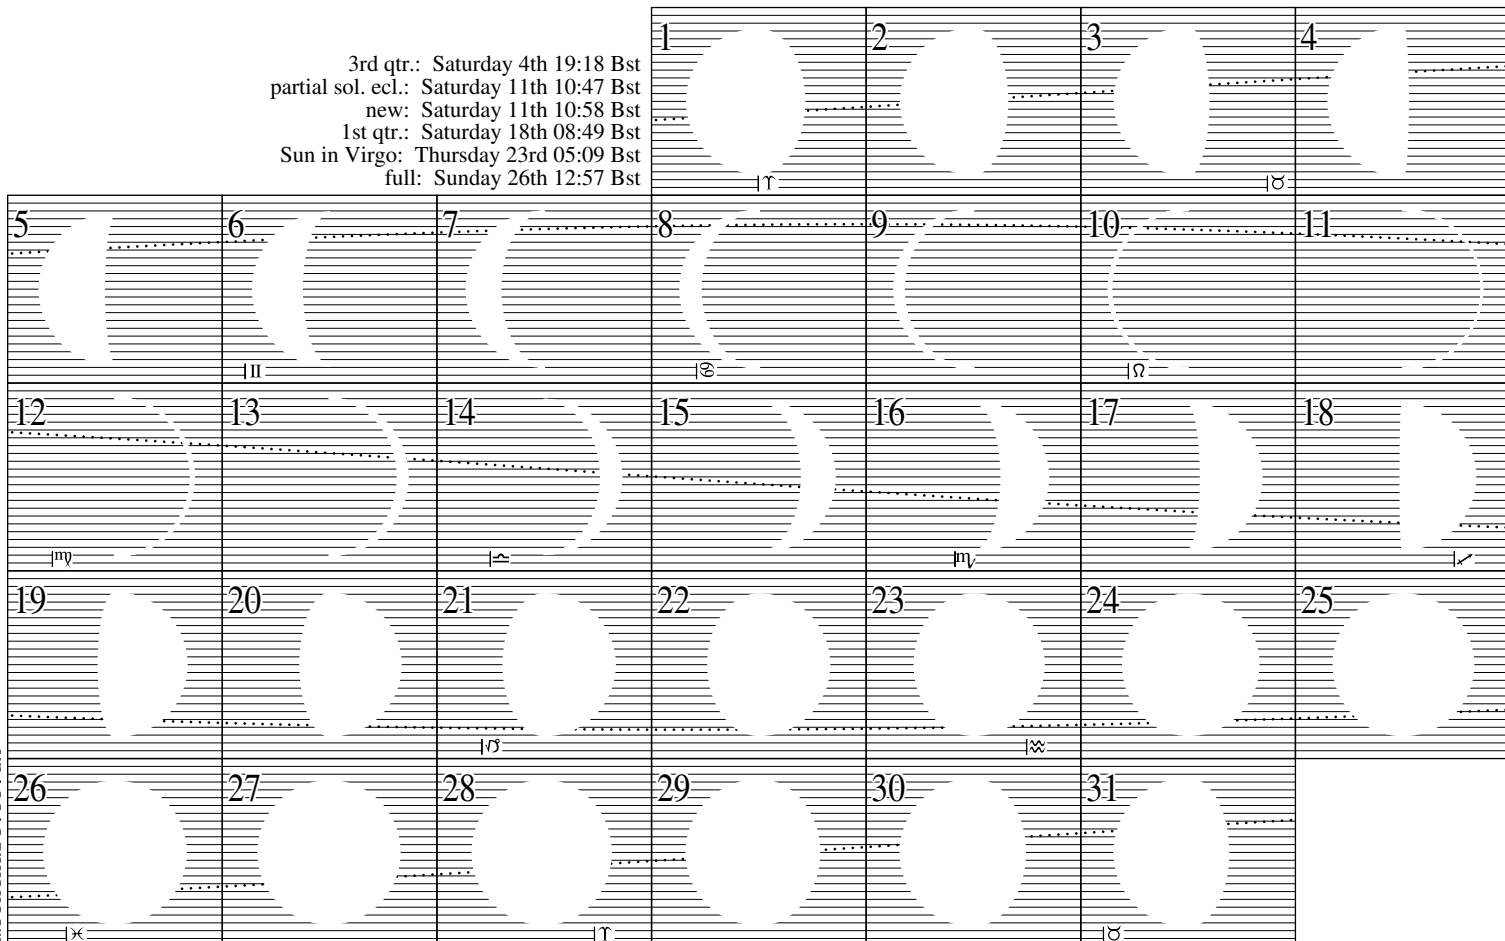 3rd qtr.: Saturday 4th 19:18 Bst
partial sol. ecl.: Saturday 11th 10:47 Bst
new: Saturday 11th 10:58 Bst
1st qtr.: Saturday 18th 08:49 Bst
Sun in Virgo: Thursday 23rd 05:09 Bst
full: Sunday 26th 12:57 Bst
1 2 3 4
♈ ♉
5 6 7 8 9 10 11
♊ ♋ ♌
12 13 14 15 16 17 18
♍ ♎ ♏ ♐
19 20 21 22 23 24 25
♑ ♒
26 27 28 29 30 31
♓ ♈ ♉